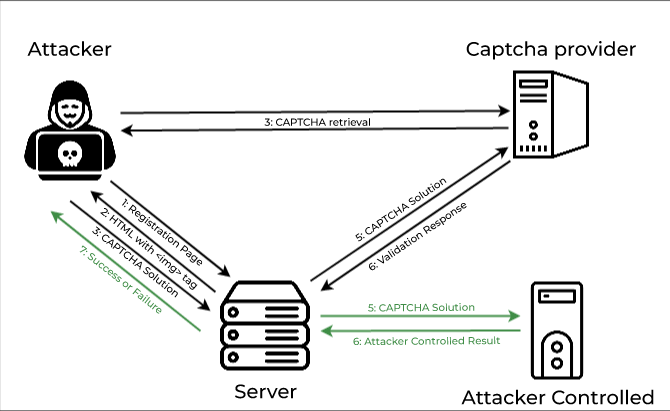 Attacker
Captcha provider
3: CAPTCHA retrieval
1: Registration Page
2: HTML with <img> tag
3: CAPTCHA Solution
7: Success or Failure
5: CAPTCHA Solution
6: Validation Response
5: CAPTCHA Solution
6: Attacker Controlled Result
Server
Attacker Controlled